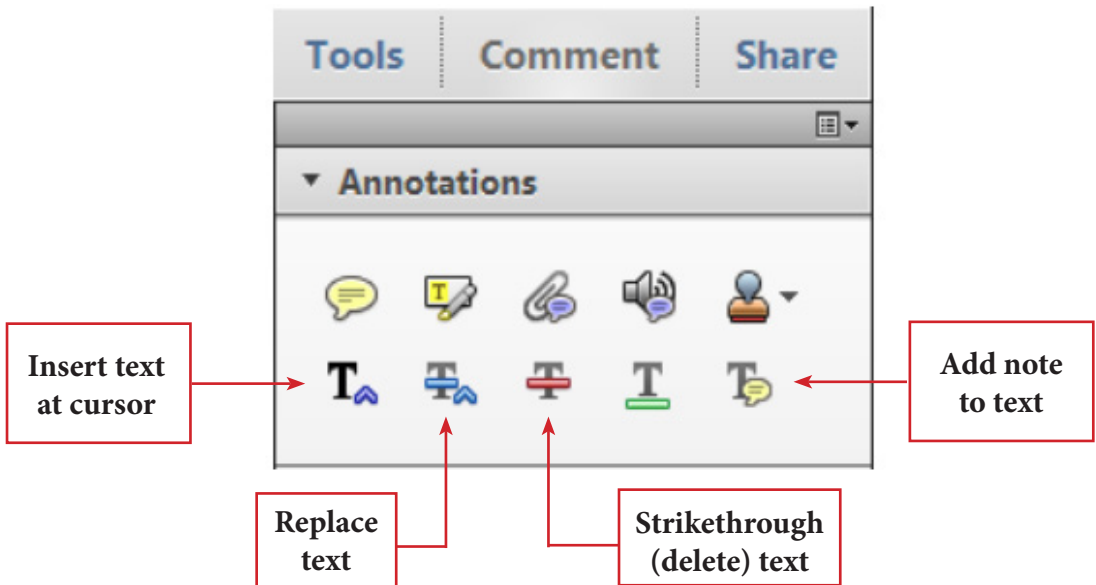 Tools Comment Share
Annotations
T
Insert text
at cursor
T T T T T
Add note
to text
Replace
text
Strikethrough
(delete) text